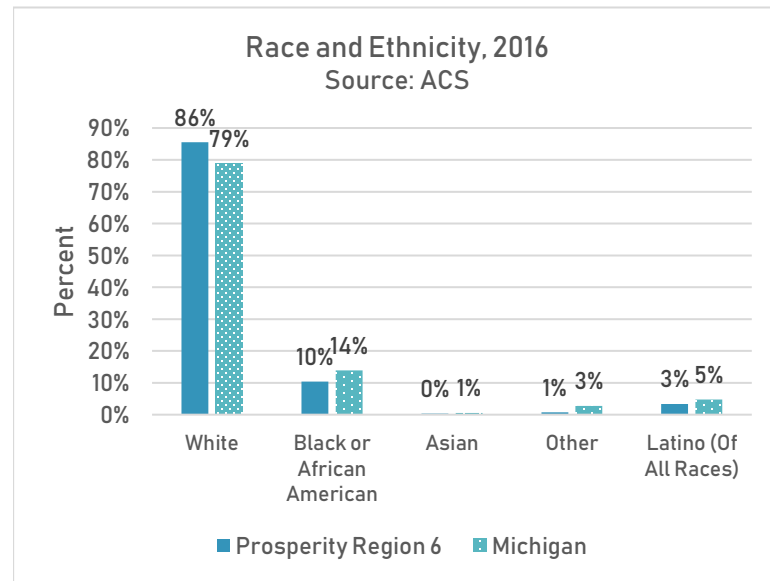 Race and Ethnicity, 2016
Source: ACS
Percent
90%
80%
70%
60%
50%
40%
30%
20%
10%
0%
86%
79%
10%
14%
0%
1%
1%
3%
3%
5%
White
Black or
African
American
Asian
Other
Latino (Of
All Races)
Prosperity Region 6
Michigan